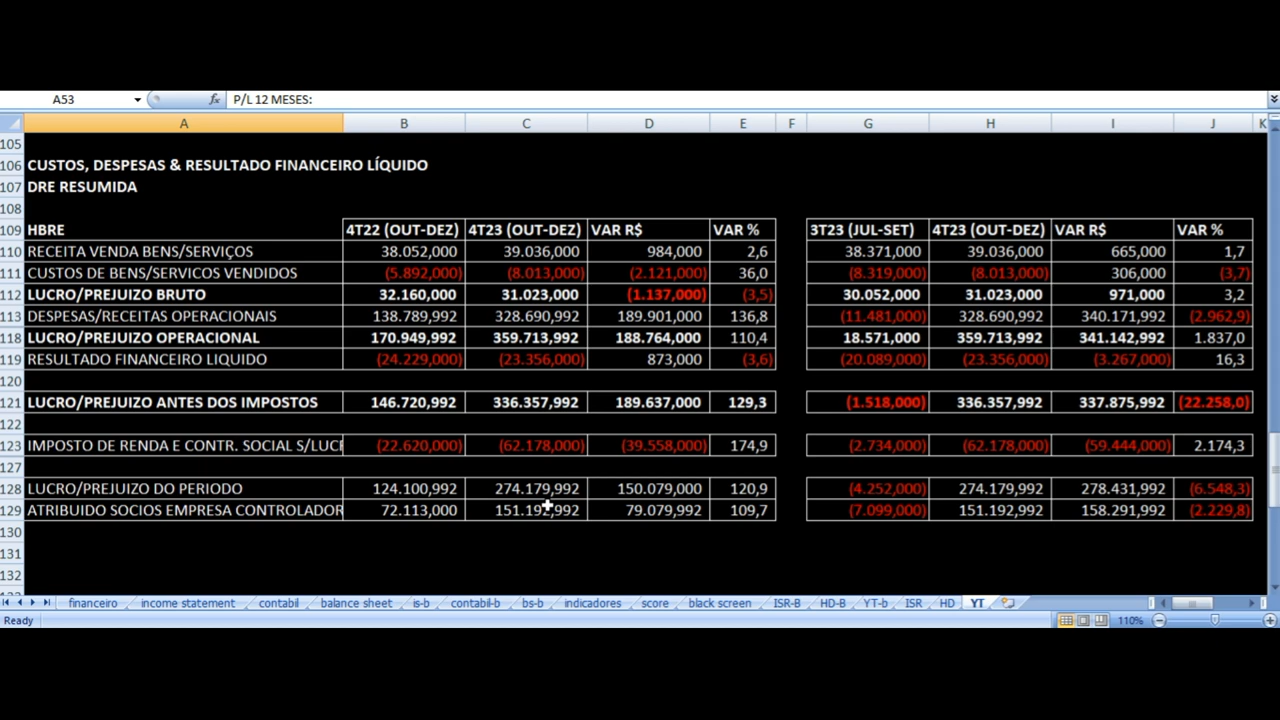 A53 fx P/L 12 MESES:
A B C D E F G H I J K
105
106 CUSTOS, DESPESAS & RESULTADO FINANCEIRO LÍQUIDO
107 DRE RESUMIDA
108
109 HBRE 4T22 (OUT-DEZ) 4T23 (OUT-DEZ) VAR R$ VAR % 3T23 (JUL-SET) 4T23 (OUT-DEZ) VAR R$ VAR %
110 RECEITA VENDA BENS/SERVIÇOS 38.052,000 39.036,000 984,000 2,6 38.371,000 39.036,000 665,000 1,7
111 CUSTOS DE BENS/SERVICOS VENDIDOS (5.892,000) (8.013,000) (2.121,000) 36,0 (8.319,000) (8.013,000) 306,000 (3,7)
112 LUCRO/PREJUIZO BRUTO 32.160,000 31.023,000 (1.137,000) (3,5) 30.052,000 31.023,000 971,000 3,2
113 DESPESAS/RECEITAS OPERACIONAIS 138.789,992 328.690,992 189.901,000 136,8 (11.481,000) 328.690,992 340.171,992 (2.962,9)
118 LUCRO/PREJUIZO OPERACIONAL 170.949,992 359.713,992 188.764,000 110,4 18.571,000 359.713,992 341.142,992 1.837,0
119 RESULTADO FINANCEIRO LIQUIDO (24.229,000) (23.356,000) 873,000 (3,6) (20.089,000) (23.356,000) (3.267,000) 16,3
120
121 LUCRO/PREJUIZO ANTES DOS IMPOSTOS 146.720,992 336.357,992 189.637,000 129,3 (1.518,000) 336.357,992 337.875,992 (22.258,0)
122
123 IMPOSTO DE RENDA E CONTR. SOCIAL S/LUCR (22.620,000) (62.178,000) (39.558,000) 174,9 (2.734,000) (62.178,000) (59.444,000) 2.174,3
127
128 LUCRO/PREJUIZO DO PERIODO 124.100,992 274.179,992 150.079,000 120,9 (4.252,000) 274.179,992 278.431,992 (6.548,3)
129 ATRIBUIDO SOCIOS EMPRESA CONTROLADOR 72.113,000 151.192,992 79.079,992 109,7 (7.099,000) 151.192,992 158.291,992 (2.229,8)
130
131
132
financeiro income statement contabil balance sheet is-b contabil-b bs-b indicadores score black screen ISR-B HD-B YT-b ISR HD YT
Ready 110%